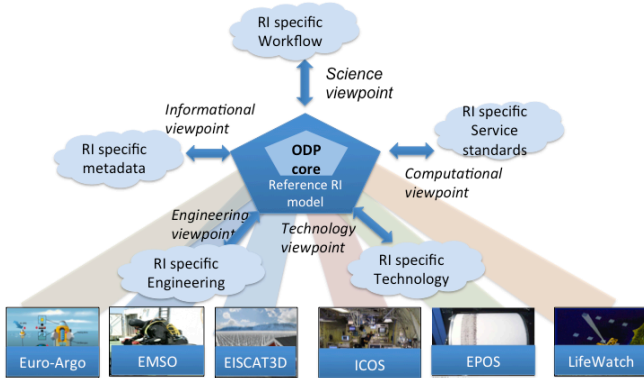 RI specific
Workflow
Science
viewpoint
Informational
viewpoint
RI specific
Service
standards
RI specific
metadata
ODP
core
Reference RI
model
Computational
viewpoint
Engineering
viewpoint
Technology
viewpoint
RI specific
Engineering
RI specific
Technology
Euro-Argo
EMSO
EISCAT3D
ICOS
EPOS
LifeWatch